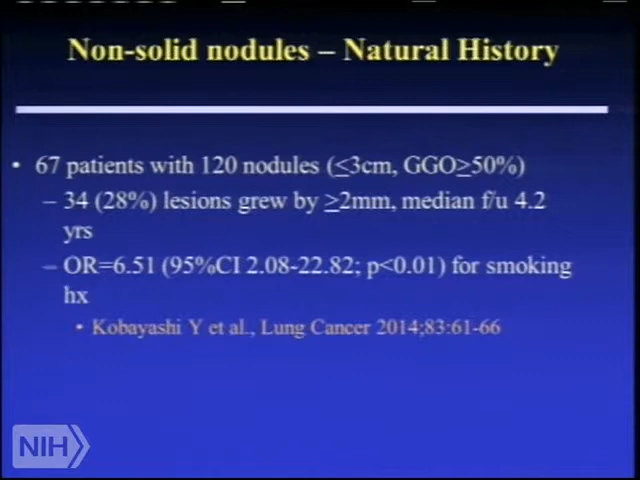 Non-solid nodules – Natural History
• 67 patients with 120 nodules (≤3cm, GGO≥50%)
– 34 (28%) lesions grew by ≥2mm, median f/u 4.2
yrs
– OR=6.51 (95%CI 2.08-22.82; p<0.01) for smoking
hx
• Kobayashi Y et al., Lung Cancer 2014;83:61-66
NIH